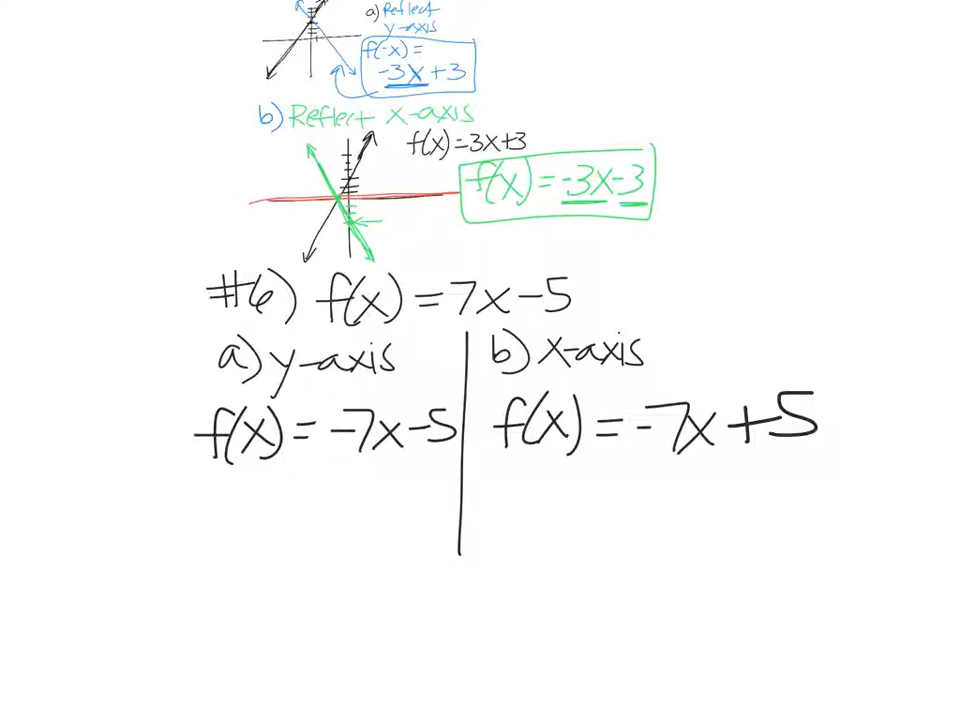 a) Reflect
y-axis
f(-x) =
-3x +3
b) Reflect x-axis
f(x)=3x+3
-f(x) = -3x-3
#6) f(x) = 7x-5
a) y-axis
b) x-axis
f(x) = -7x-5
f(x) = -7x+5